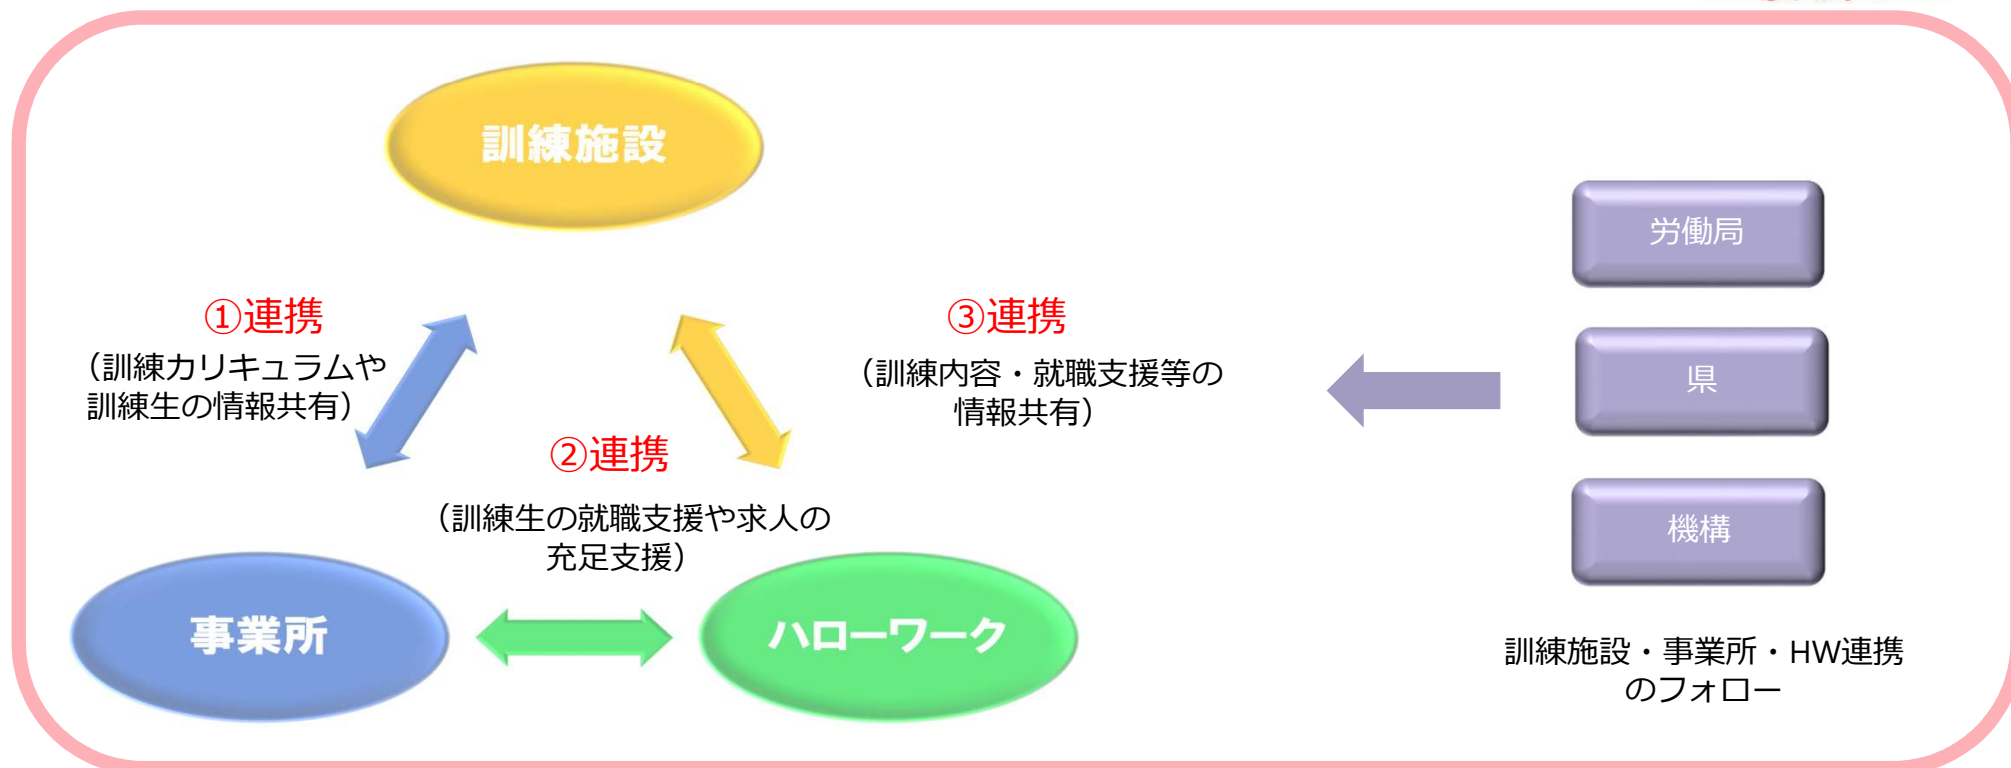 訓練施設
①連携
（訓練カリキュラムや
訓練生の情報共有）
③連携
（訓練内容・就職支援等の
情報共有）
②連携
（訓練生の就職支援や求人の
充足支援）
事業所
ハローワーク
労働局
県
機構
訓練施設・事業所・HW連携
のフォロー